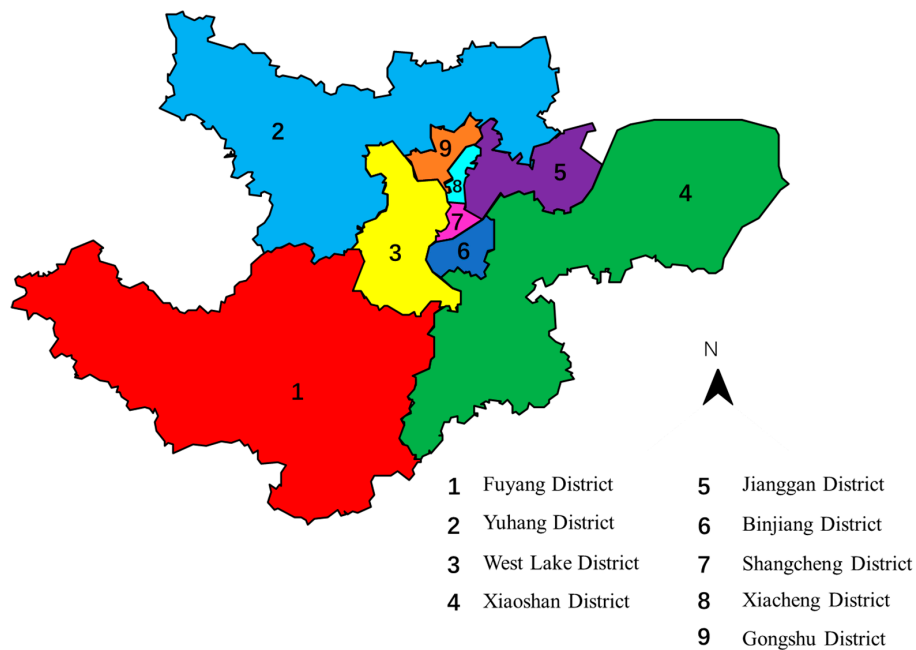 2
9
5
8
4
7
3
6
N
1
1 Fuyang District
2 Yuhang District
3 West Lake District
4 Xiaoshan District
5 Jianggan District
6 Binjiang District
7 Shangcheng District
8 Xiacheng District
9 Gongshu District